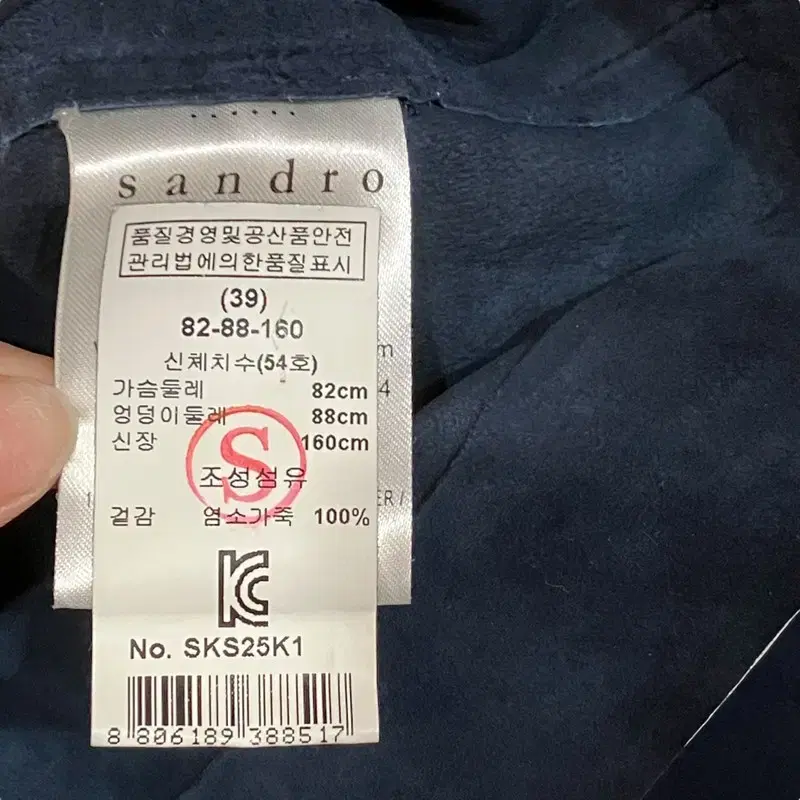 sandro
품질경영및공산품안전
관리법에의한품질표시
(39)
82-88-160
신체치수(54호)
가슴둘레 82cm
엉덩이둘레 88cm
신장 160cm
S
조성섬유
겉감 염소가죽 100%
KC
No. SKS25K1
8 806189 388517